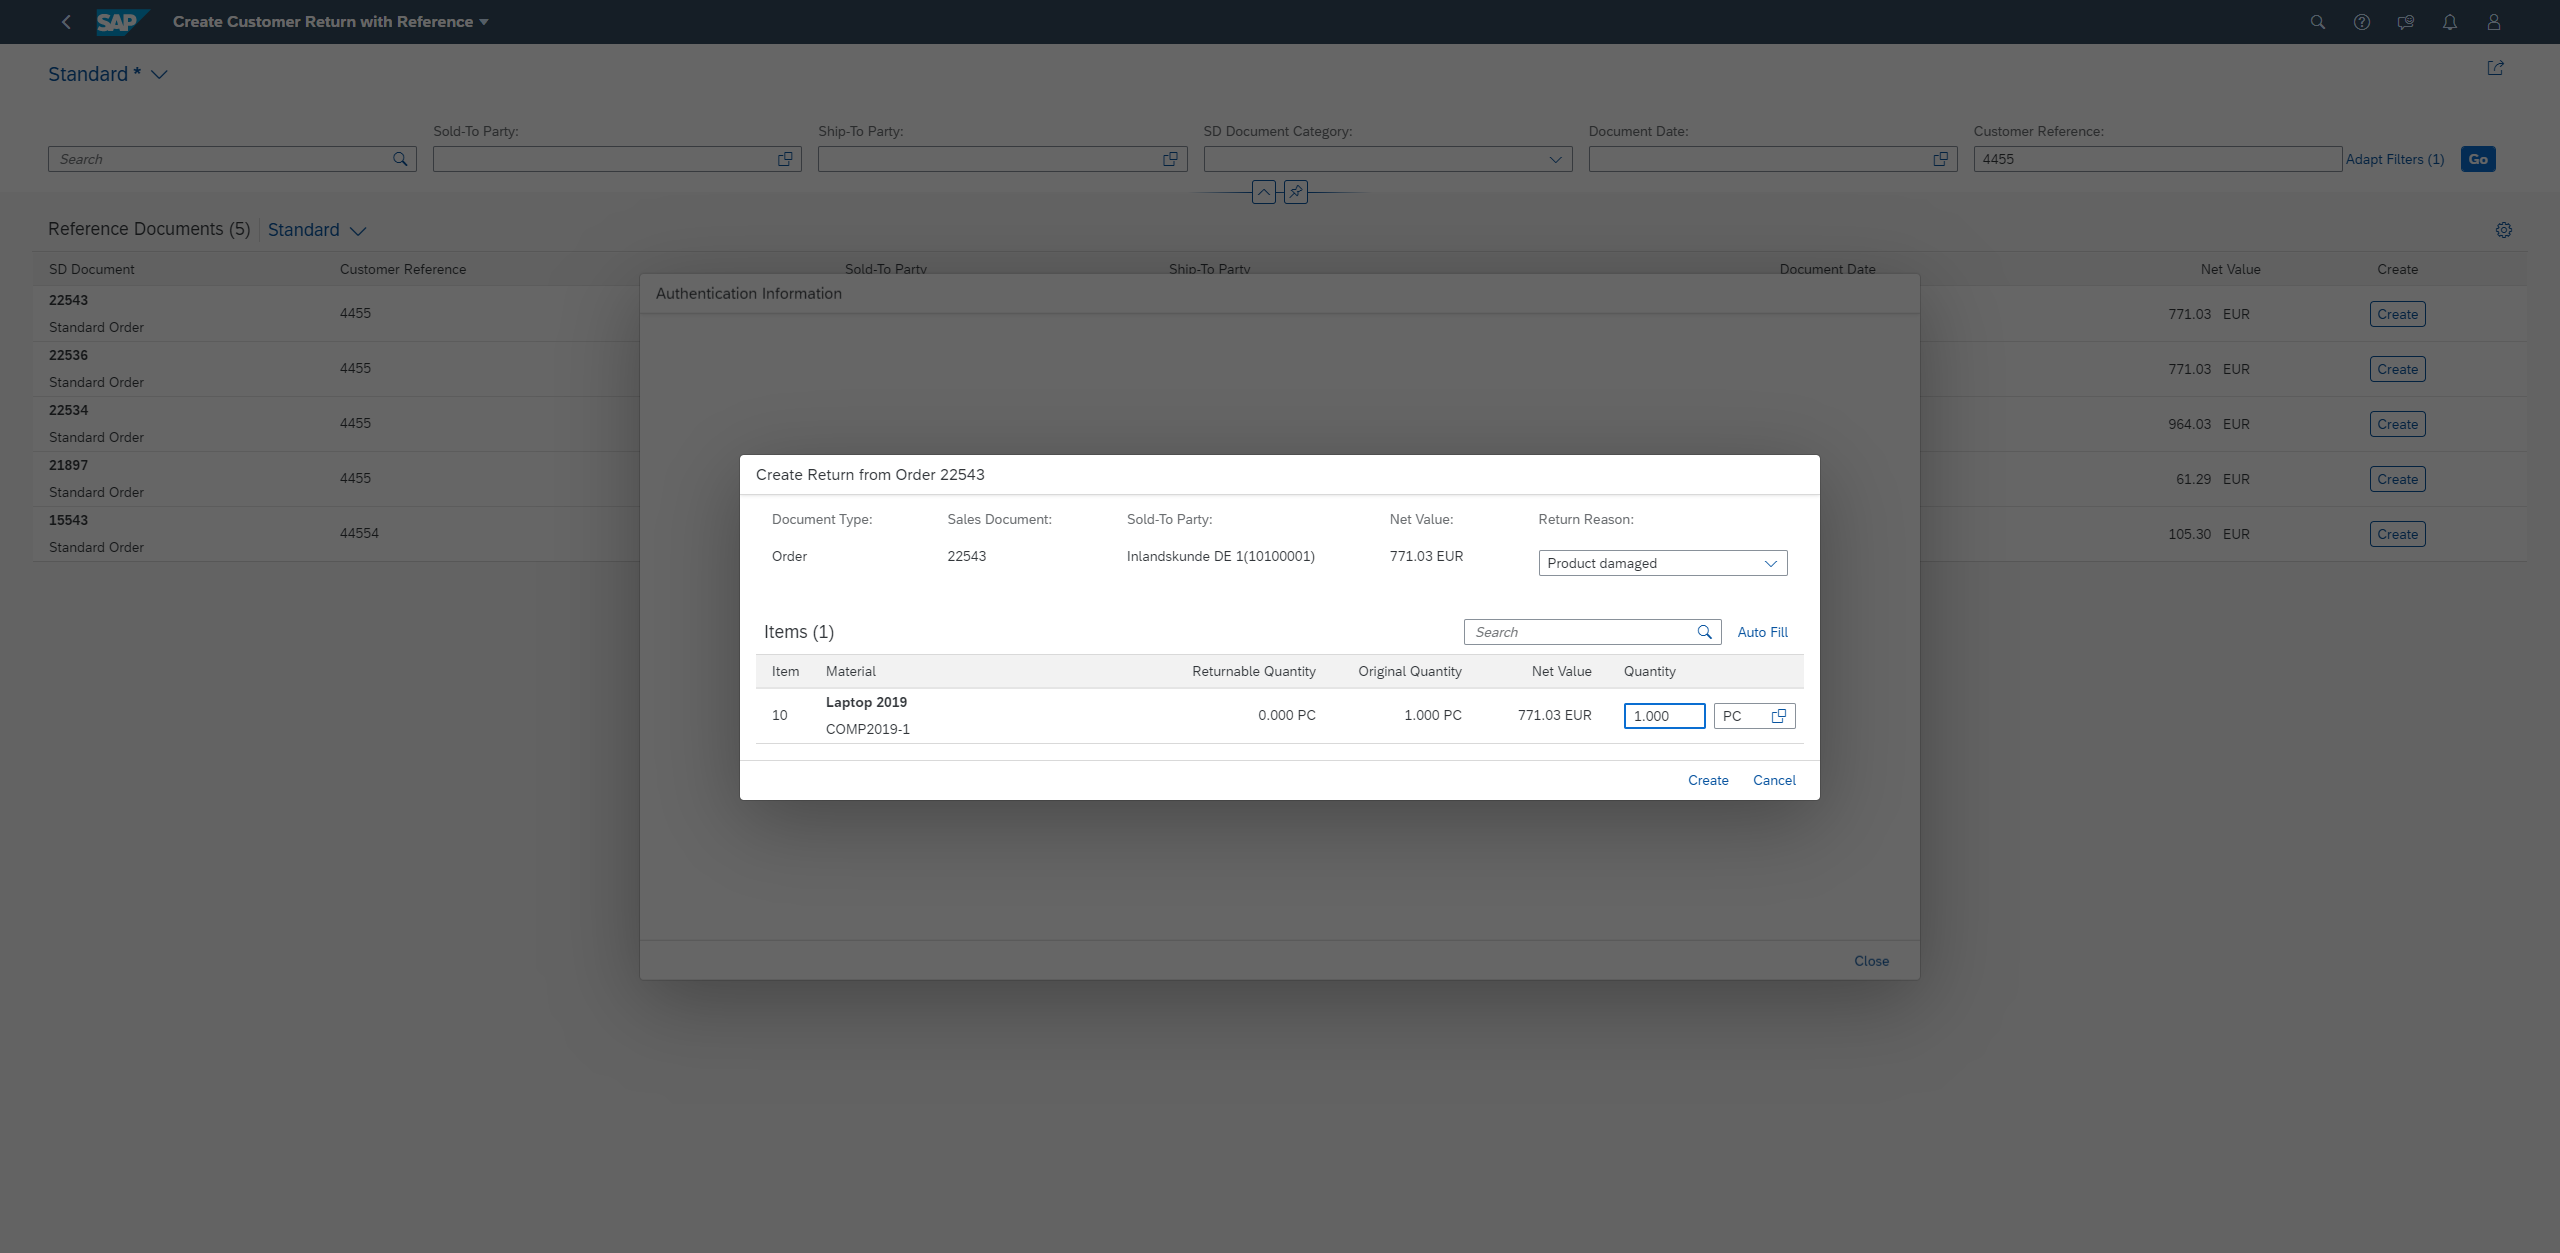 SAP Create Customer Return with Reference
Standard *
Sold-To Party: Ship-To Party: SD Document Category: Document Date: Customer Reference:
Search 4455 Adapt Filters (1) Go
Reference Documents (5) Standard
SD Document Customer Reference Sold-To Party Ship-To Party Document Date Net Value Create
22543
Standard Order 4455 771.03 EUR Create
22536
Standard Order 4455 771.03 EUR Create
22534
Standard Order 4455 964.03 EUR Create
21897
Standard Order 4455 61.29 EUR Create
15543
Standard Order 44554 105.30 EUR Create
Authentication Information
Create Return from Order 22543
Document Type: Sales Document: Sold-To Party: Net Value: Return Reason:
Order 22543 Inlandskunde DE 1(10100001) 771.03 EUR Product damaged
Items (1) Search Auto Fill
Item Material Returnable Quantity Original Quantity Net Value Quantity
10 Laptop 2019 0.000 PC 1.000 PC 771.03 EUR 1.000 PC
COMP2019-1
Create Cancel
Close